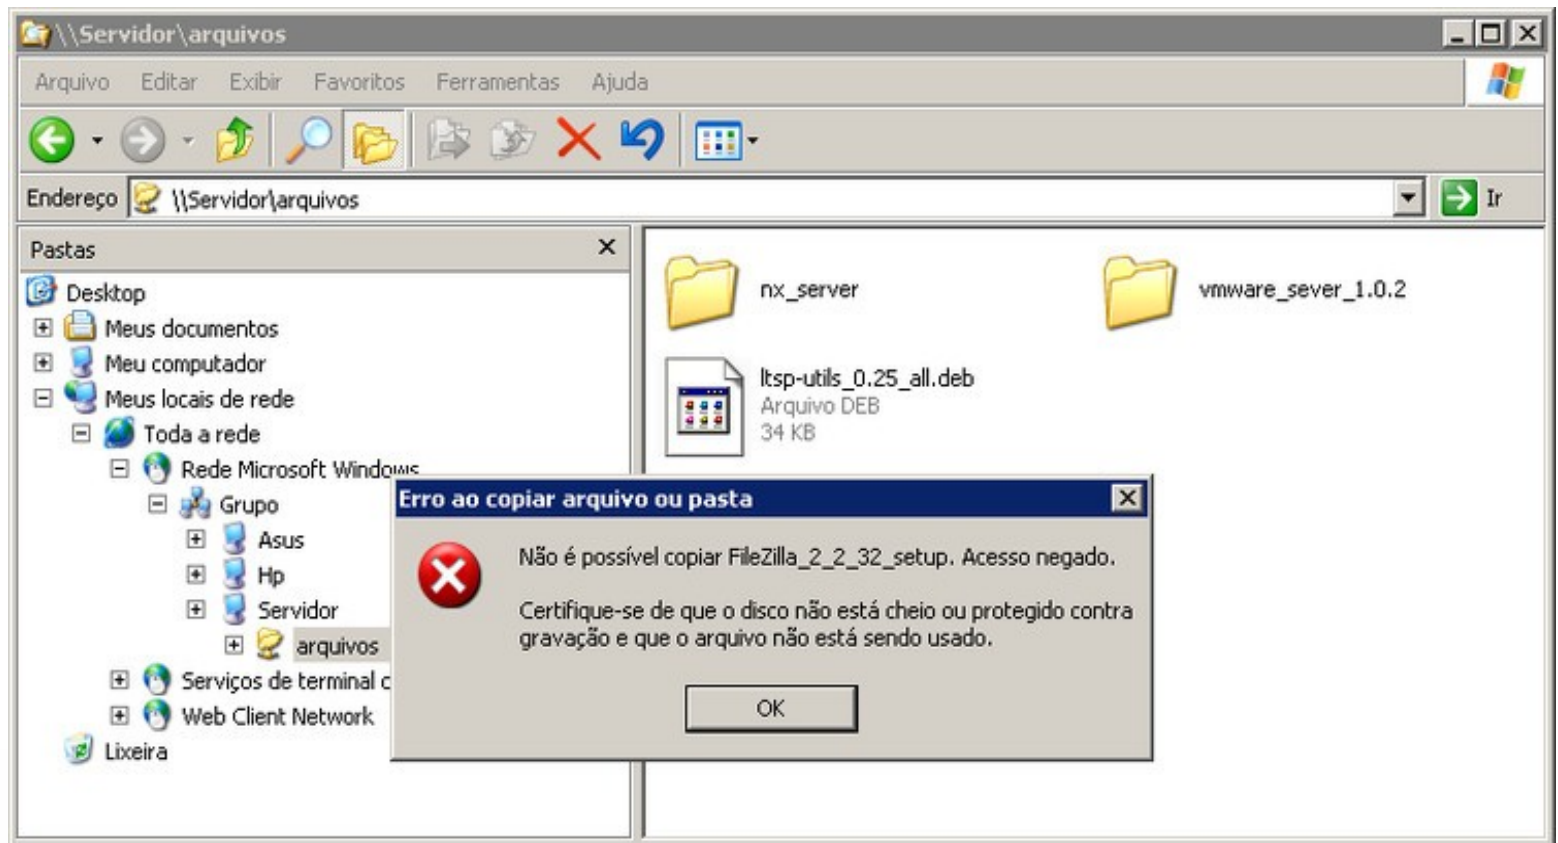 \\Servidor\arquivos
Arquivo Editar Exibir Favoritos Ferramentas Ajuda
Endereço \\Servidor\arquivos Ir
Pastas
Desktop
Meus documentos
Meu computador
Meus locais de rede
Toda a rede
Rede Microsoft Windows
Grupo
Asus
Hp
Servidor
arquivos
Serviços de terminal c
Web Client Network
Lixeira
nx_server
vmware_sever_1.0.2
ltsp-utils_0.25_all.deb
Arquivo DEB
34 KB
Erro ao copiar arquivo ou pasta
Não é possível copiar FileZilla_2_2_32_setup. Acesso negado.
Certifique-se de que o disco não está cheio ou protegido contra
gravação e que o arquivo não está sendo usado.
OK